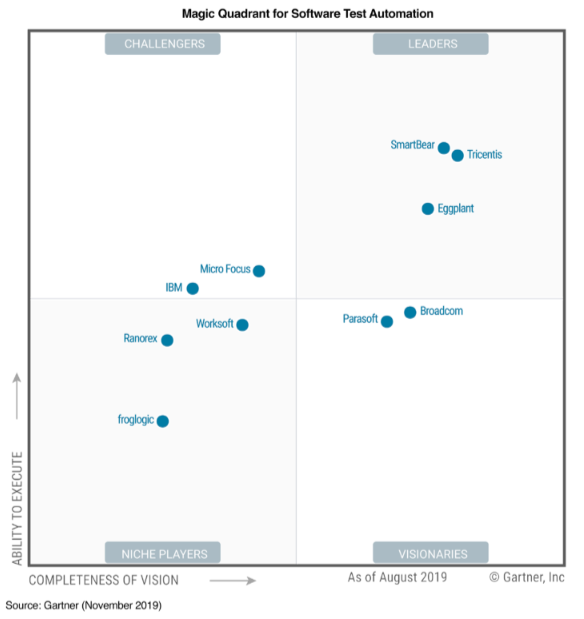 Magic Quadrant for Software Test Automation
CHALLENGERS
LEADERS
SmartBear
Tricentis
Eggplant
Micro Focus
IBM
Broadcom
Parasoft
Worksoft
Ranorex
froglogic
NICHE PLAYERS
VISIONARIES
ABILITY TO EXECUTE
COMPLETENESS OF VISION
As of August 2019
© Gartner, Inc
Source: Gartner (November 2019)